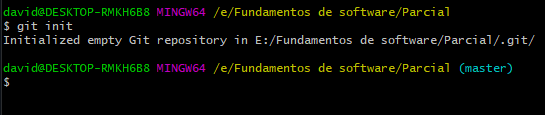 david@DESKTOP-RMKH6B8 MINGW64 /e/Fundamentos de software/Parcial
$ git init
Initialized empty Git repository in E:/Fundamentos de software/Parcial/.git/
david@DESKTOP-RMKH6B8 MINGW64 /e/Fundamentos de software/Parcial (master)
$